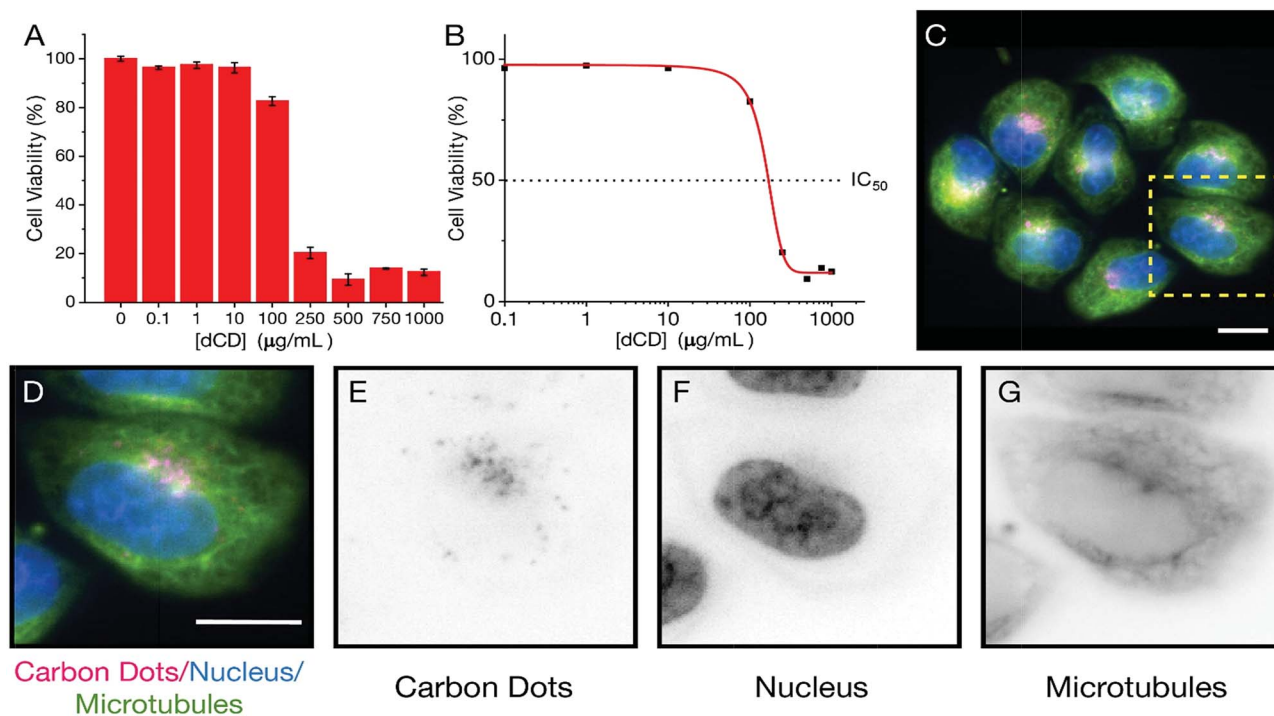 A
Cell Viability (%)
100
80
60
40
20
0
0 0.1 1 10 100 250 500 750 1000
[dCD] (µg/mL)
B
Cell Viability (%)
100
50
0
IC50
0.1 1 10 100 1000
[dCD] (µg/mL)
C
D
Carbon Dots/Nucleus/
Microtubules
E
Carbon Dots
F
Nucleus
G
Microtubules